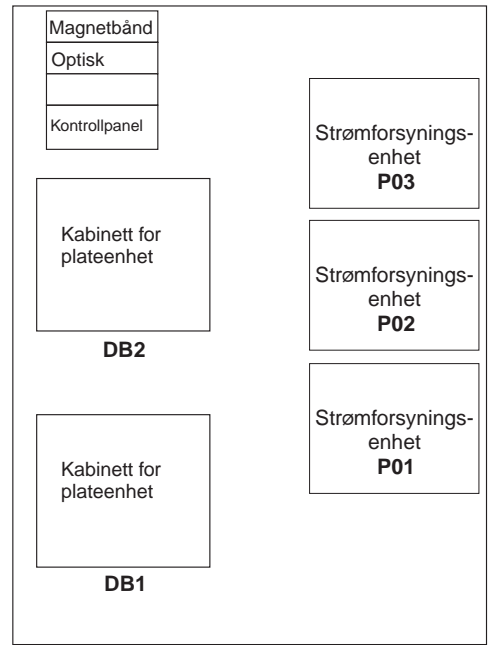 Magnetbånd
Optisk
Kontrollpanel
Kabinett for
plateenhet
DB2
Kabinett for
plateenhet
DB1
Strømforsynings-
enhet
P03
Strømforsynings-
enhet
P02
Strømforsynings-
enhet
P01